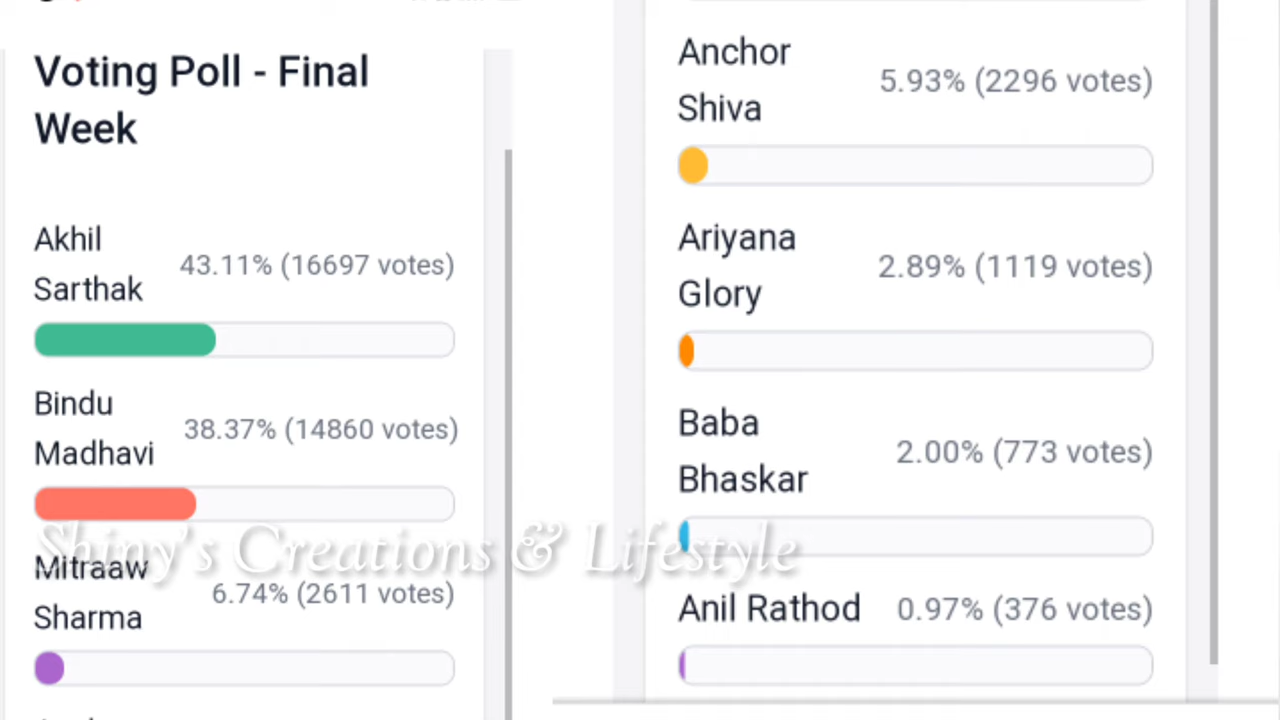 Voting Poll - Final
Week
Akhil
Sarthak
43.11% (16697 votes)
Bindu
Madhavi
38.37% (14860 votes)
Mitraaw
Sharma
6.74% (2611 votes)
Anchor
Shiva
5.93% (2296 votes)
Ariyana
Glory
2.89% (1119 votes)
Baba
Bhaskar
2.00% (773 votes)
Anil Rathod
0.97% (376 votes)
Shiny's Creations & Lifestyle